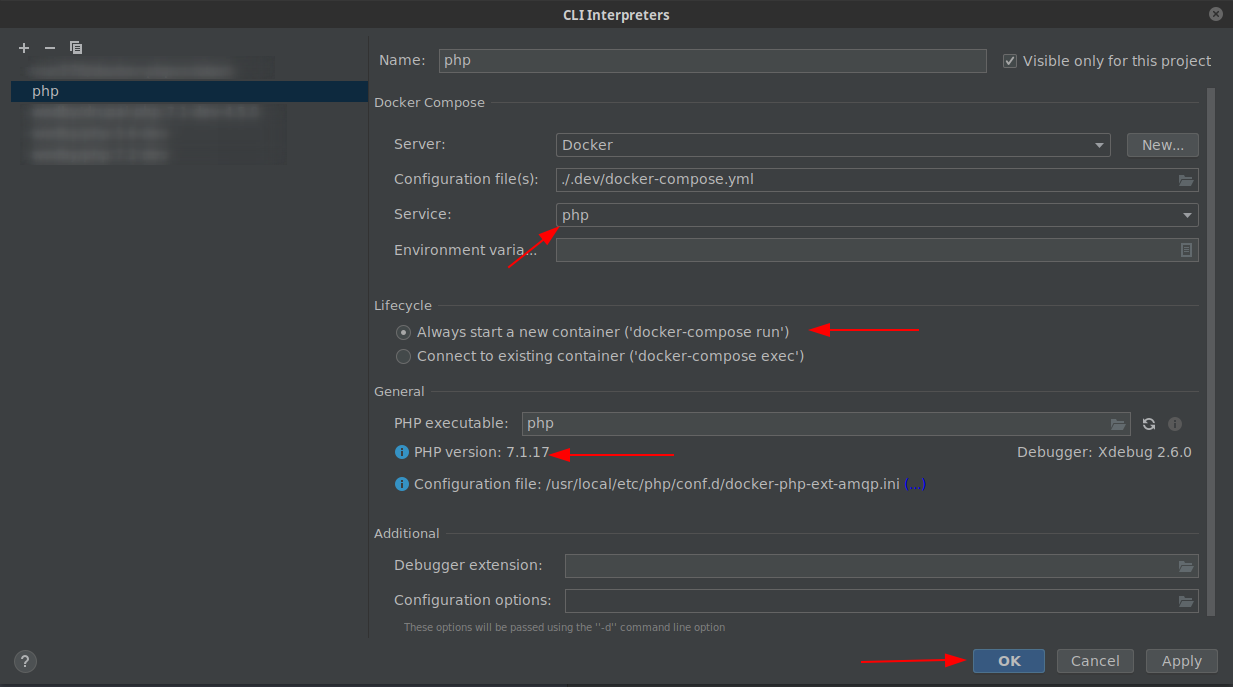 CLI Interpreters
php
Name: php Visible only for this project
Docker Compose
Server: Docker New...
Configuration file(s): ./.dev/docker-compose.yml
Service: php
Environment varia...
Lifecycle
Always start a new container ('docker-compose run')
Connect to existing container ('docker-compose exec')
General
PHP executable: php
PHP version: 7.1.17 Debugger: Xdebug 2.6.0
Configuration file: /usr/local/etc/php/conf.d/docker-php-ext-amqp.ini (...)
Additional
Debugger extension:
Configuration options:
These options will be passed using the ''-d'' command line option
? OK Cancel Apply